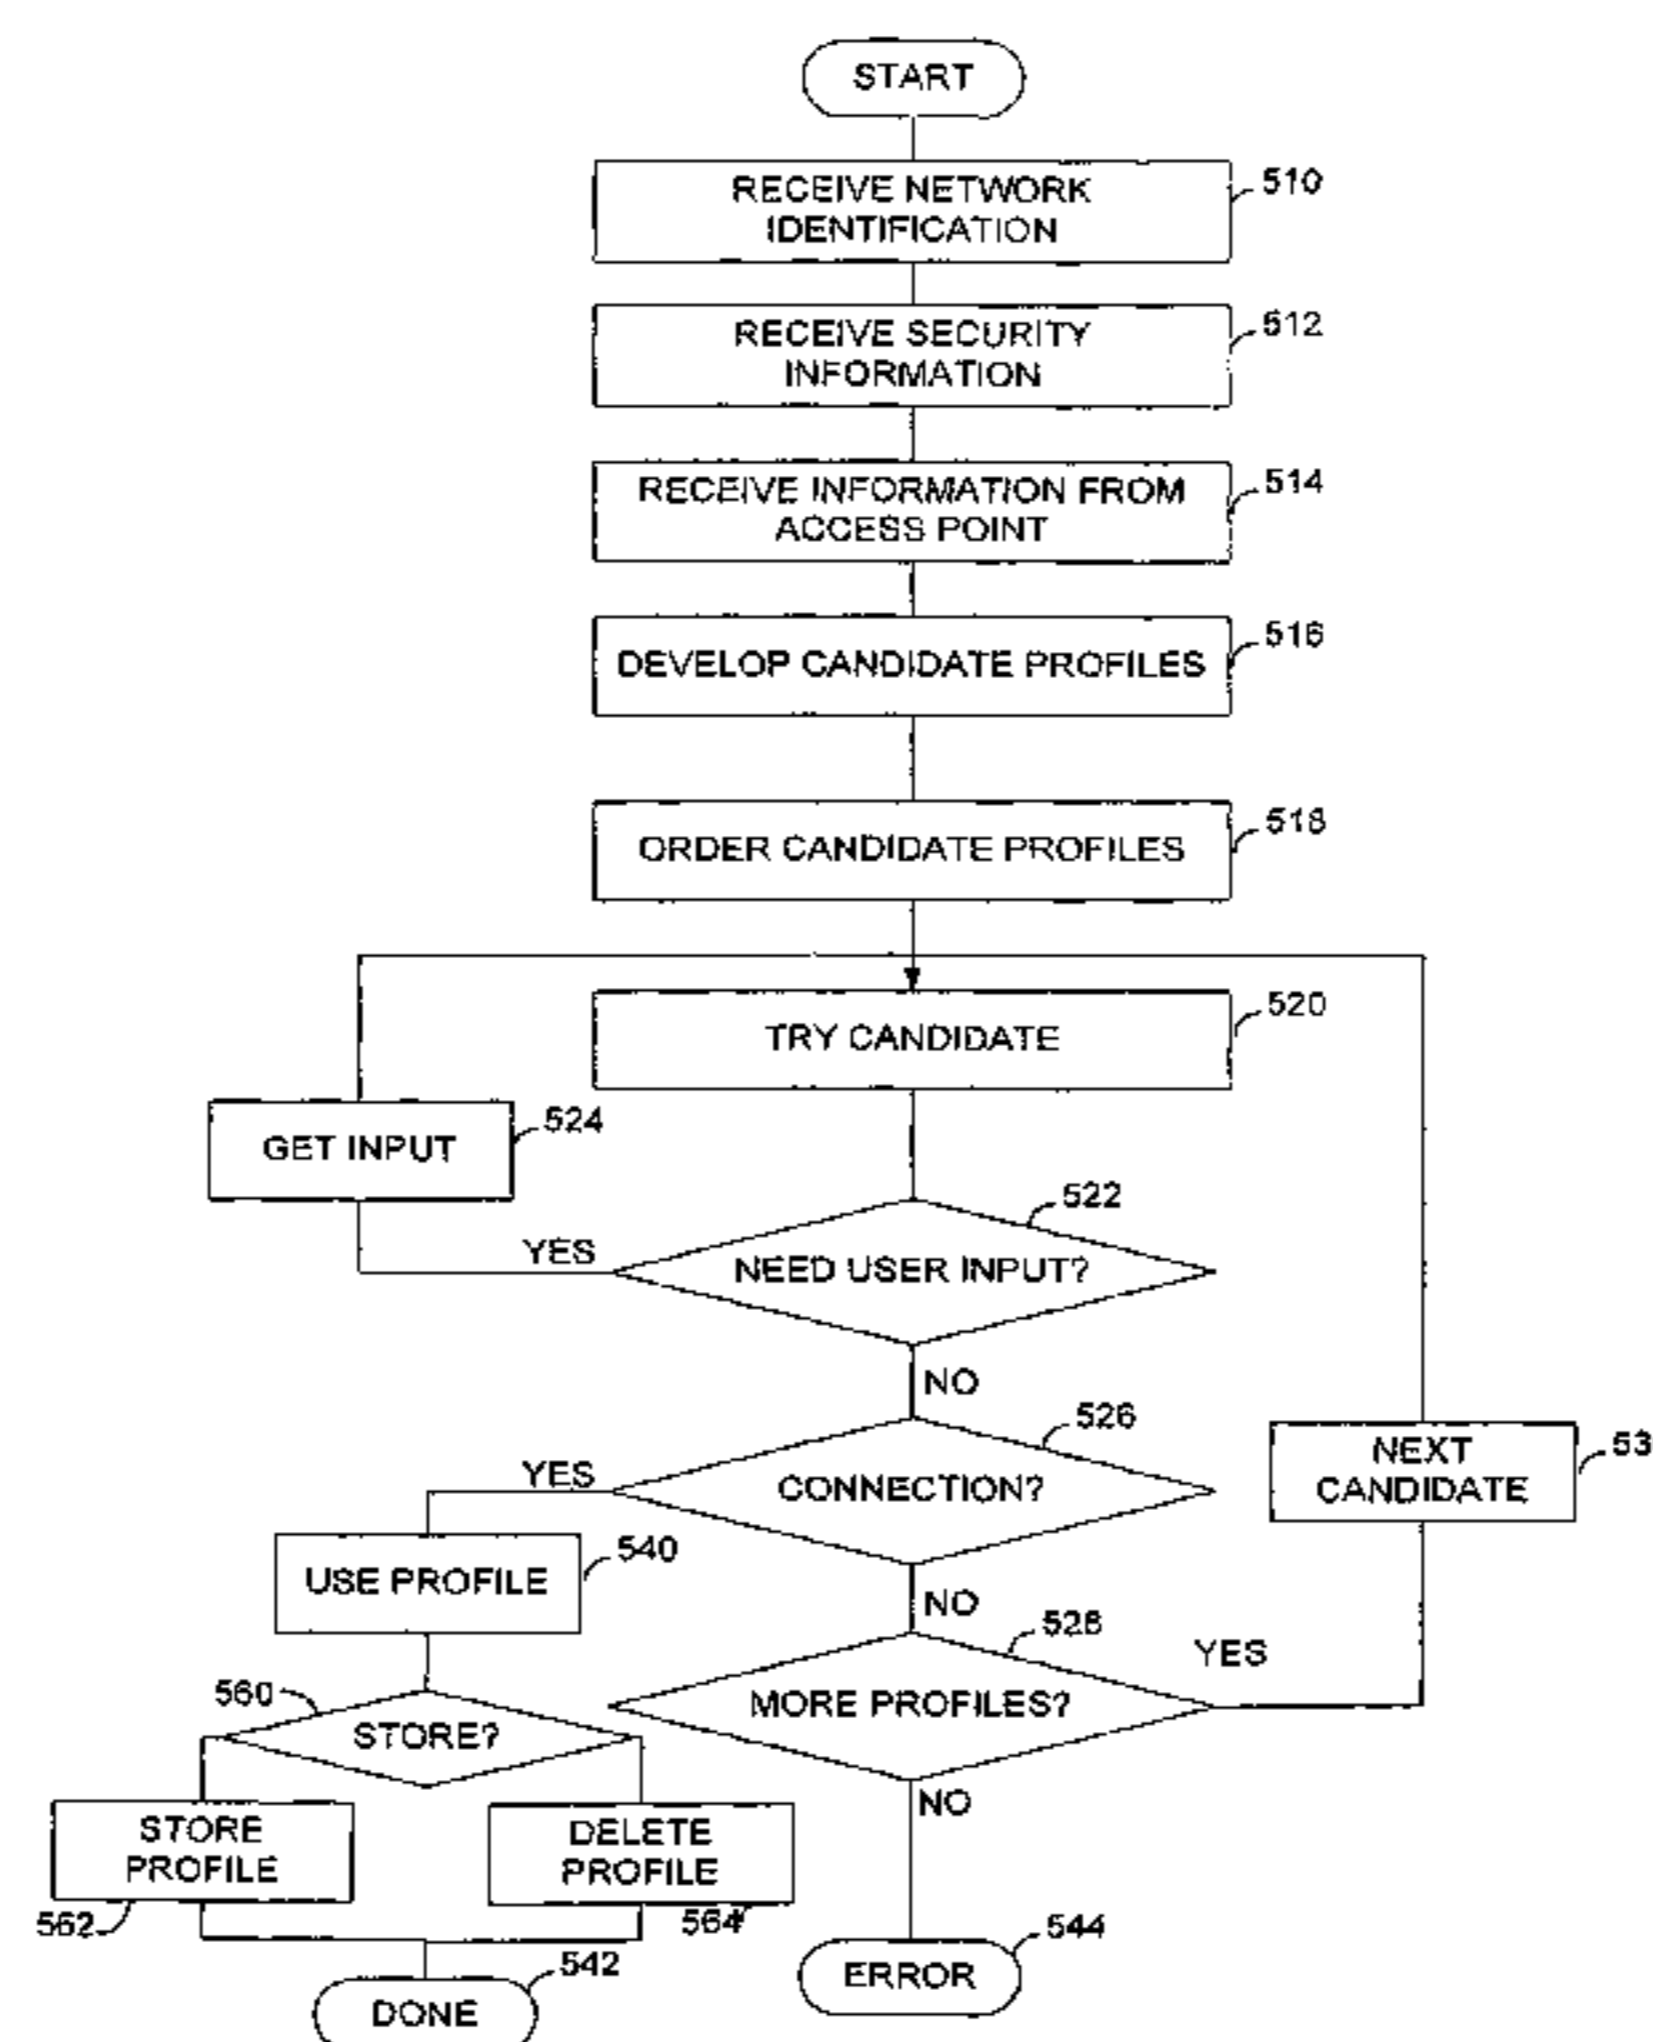 START
RECEIVE NETWORK
IDENTIFICATION
510
RECEIVE SECURITY
INFORMATION
512
RECEIVE INFORMATION FROM
ACCESS POINT
514
DEVELOP CANDIDATE PROFILES
516
ORDER CANDIDATE PROFILES
518
TRY CANDIDATE
520
GET INPUT
524
522
YES
NEED USER INPUT?
NO
526
YES
CONNECTION?
NEXT
CANDIDATE
53
USE PROFILE
540
NO
528
YES
MORE PROFILES?
560
STORE?
NO
STORE
PROFILE
562
DELETE
PROFILE
564
544
ERROR
542
DONE